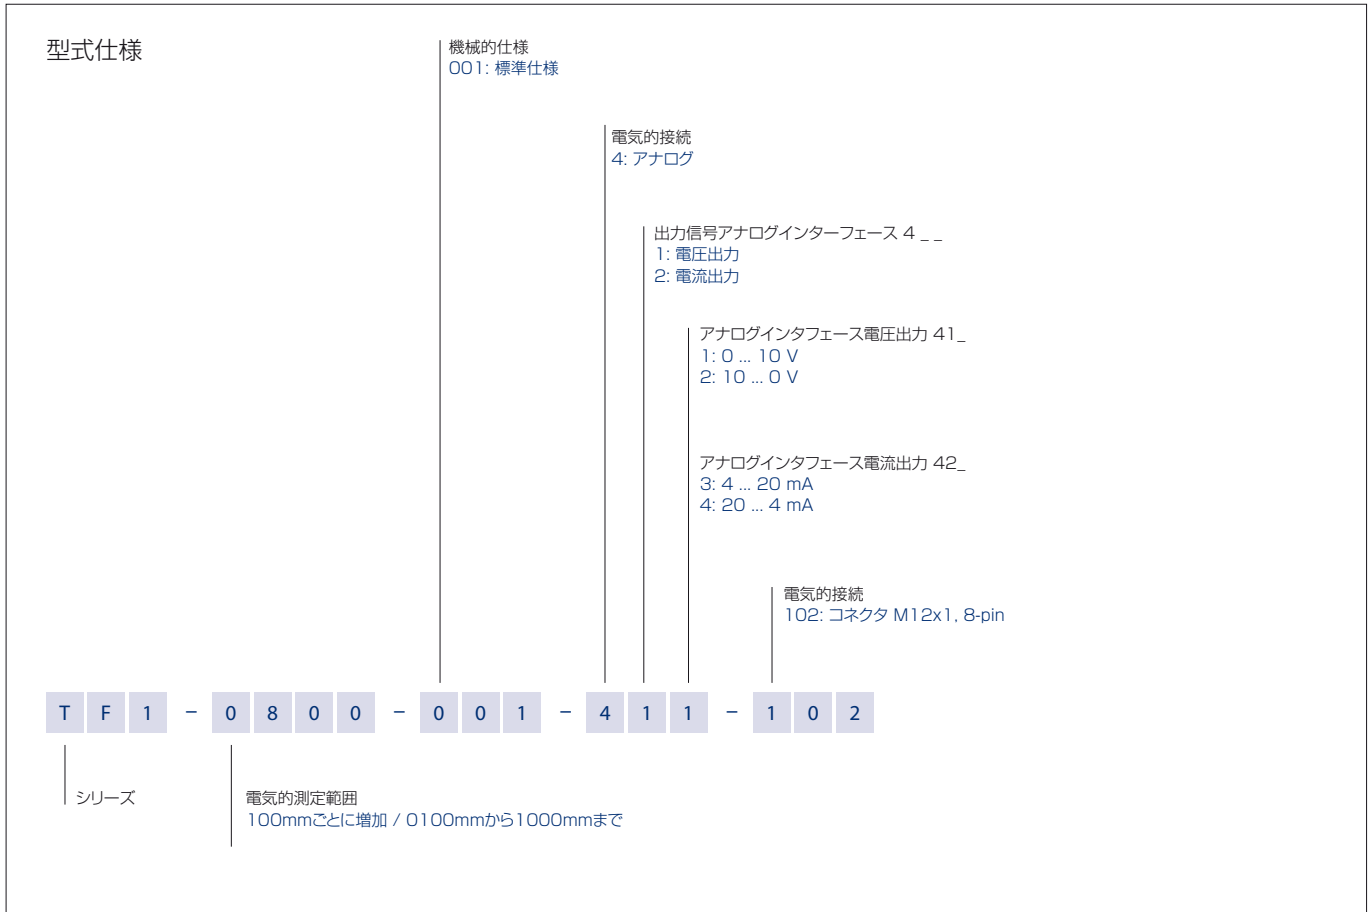 型式仕様
機械的仕様
001: 標準仕様
電気的接続
4: アナログ
出力信号アナログインターフェース 4 _ _
1: 電圧出力
2: 電流出力
アナログインタフェース電圧出力 41_
1: 0 ... 10 V
2: 10 ... 0 V
アナログインタフェース電流出力 42_
3: 4 ... 20 mA
4: 20 ... 4 mA
電気的接続
102: コネクタ M12x1, 8-pin
T F 1 – 0 8 0 0 – 0 0 1 – 4 1 1 – 1 0 2
シリーズ
電気的測定範囲
100mmごとに増加 / 0100mmから1000mmまで